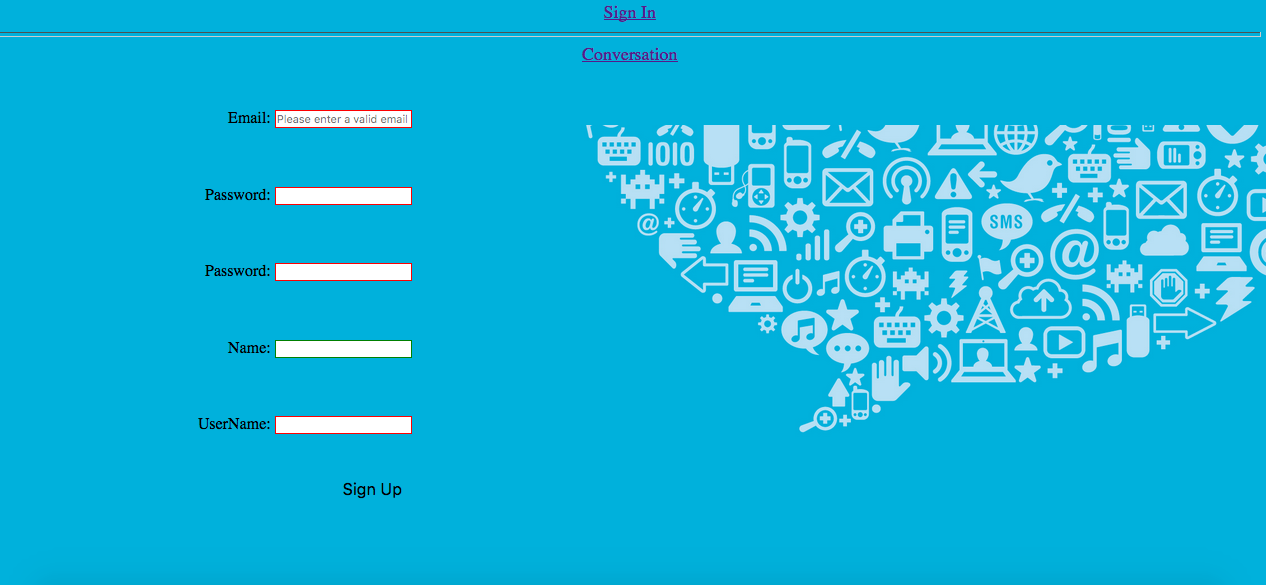 Sign In
Conversation
Email: Please enter a valid email
Password:
Password:
Name:
UserName:
Sign Up
1010
@
SMS
@